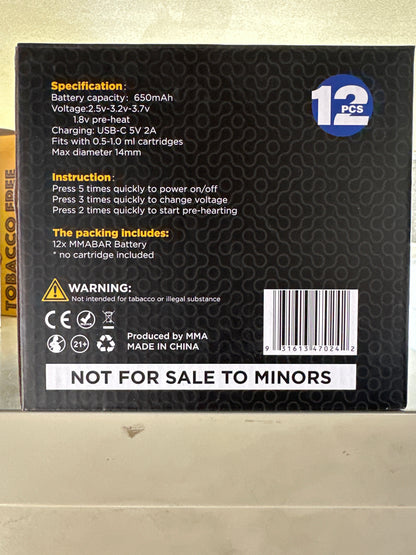 Specification:
Battery capacity: 650mAh
Voltage:2.5v-3.2v-3.7v
1.8v pre-heat
Charging: USB-C 5V 2A
Fits with 0.5-1.0 ml cartridges
Max diameter 14mm
12 PCS
Instruction:
Press 5 times quickly to power on/off
Press 3 times quickly to change voltage
Press 2 times quickly to start pre-hearting
The packing includes:
12x MMABAR Battery
* no cartridge included
WARNING:
Not intended for tobacco or illegal substance
CE
21+
Produced by MMA
MADE IN CHINA
9 31613 47024 2
NOT FOR SALE TO MINORS
TOBACCO FREE